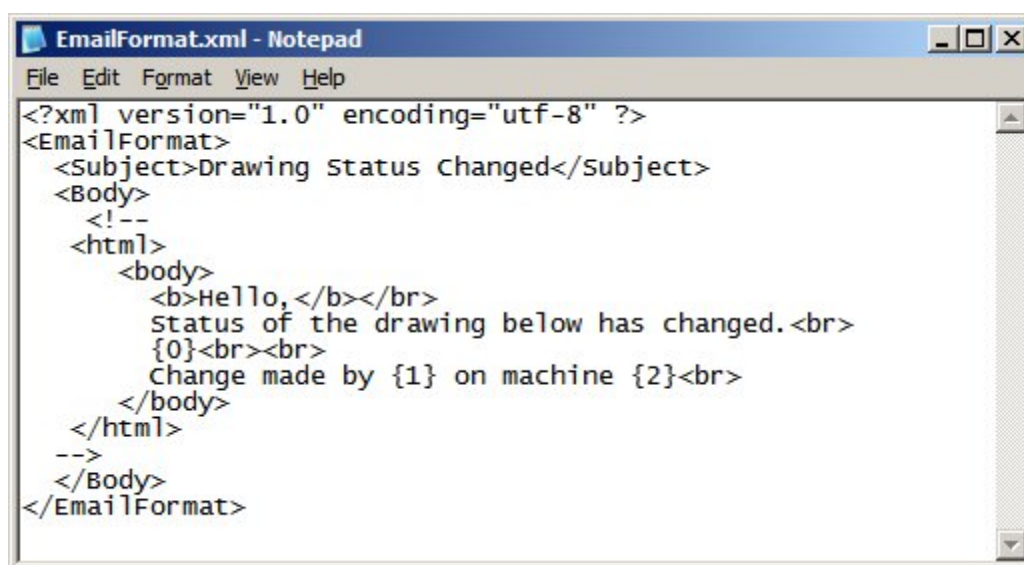 EmailFormat.xml - Notepad
File Edit Format View Help
<?xml version="1.0" encoding="utf-8" ?>
<EmailFormat>
  <Subject>Drawing Status Changed</Subject>
  <Body>
    <!--
   <html>
      <body>
        <b>Hello,</b></br>
        Status of the drawing below has changed.<br>
        {0}<br><br>
        Change made by {1} on machine {2}<br>
      </body>
   </html>
  -->
  </Body>
</EmailFormat>